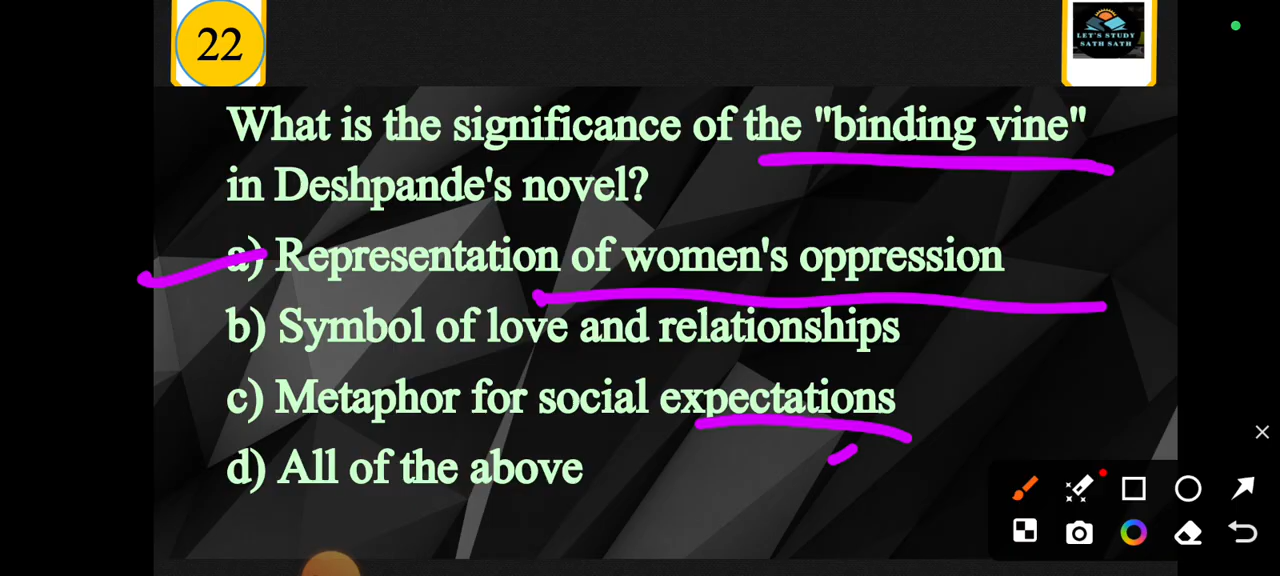 22
LET'S STUDY
SATH SATH
What is the significance of the "binding vine"
in Deshpande's novel?
a) Representation of women's oppression
b) Symbol of love and relationships
c) Metaphor for social expectations
d) All of the above